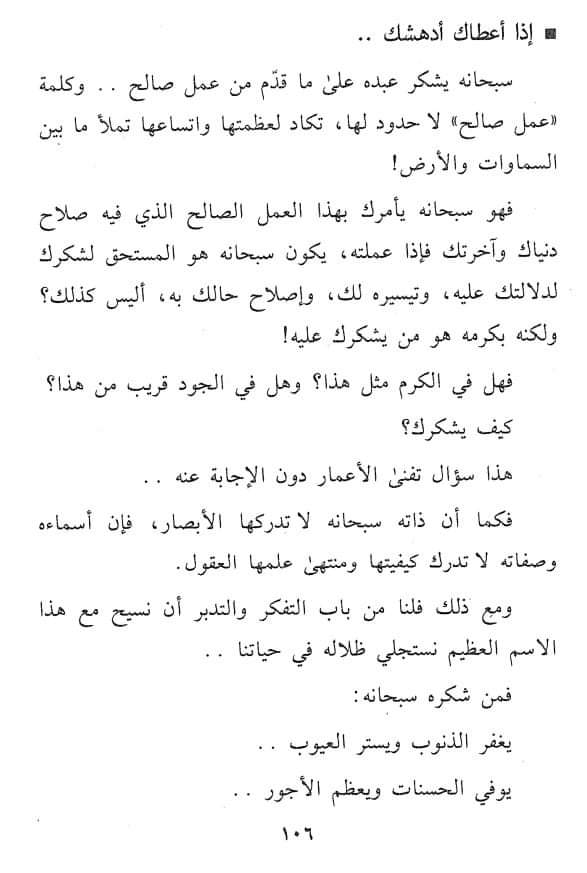 ■ إذا أعطاك أدهشك ..
سبحانه يشكر عبده علىٰ ما قدّم من عمل صالح .. وكلمة
«عمل صالح» لا حدود لها، تكاد لعظمتها واتساعها تملأ ما بين
السماوات والأرض!
فهو سبحانه يأمرك بهذا العمل الصالح الذي فيه صلاح
دنياك وآخرتك فإذا عملته، يكون سبحانه هو المستحق لشكرك
لدلالتك عليه، وتيسيره لك، وإصلاح حالك به، أليس كذلك؟
ولكنه بكرمه هو من يشكرك عليه!
فهل في الكرم مثل هذا؟ وهل في الجود قريب من هذا؟
كيف يشكرك؟
هذا سؤال تفنىٰ الأعمار دون الإجابة عنه ..
فكما أن ذاته سبحانه لا تدركها الأبصار، فإن أسماءه
وصفاته لا تدرك كيفيتها ومنتهىٰ علمها العقول.
ومع ذلك فلنا من باب التفكر والتدبر أن نسيح مع هذا
الاسم العظيم نستجلي ظلاله في حياتنا ..
فمن شكره سبحانه:
يغفر الذنوب ويستر العيوب ..
يوفي الحسنات ويعظم الأجور ..
١٠٦